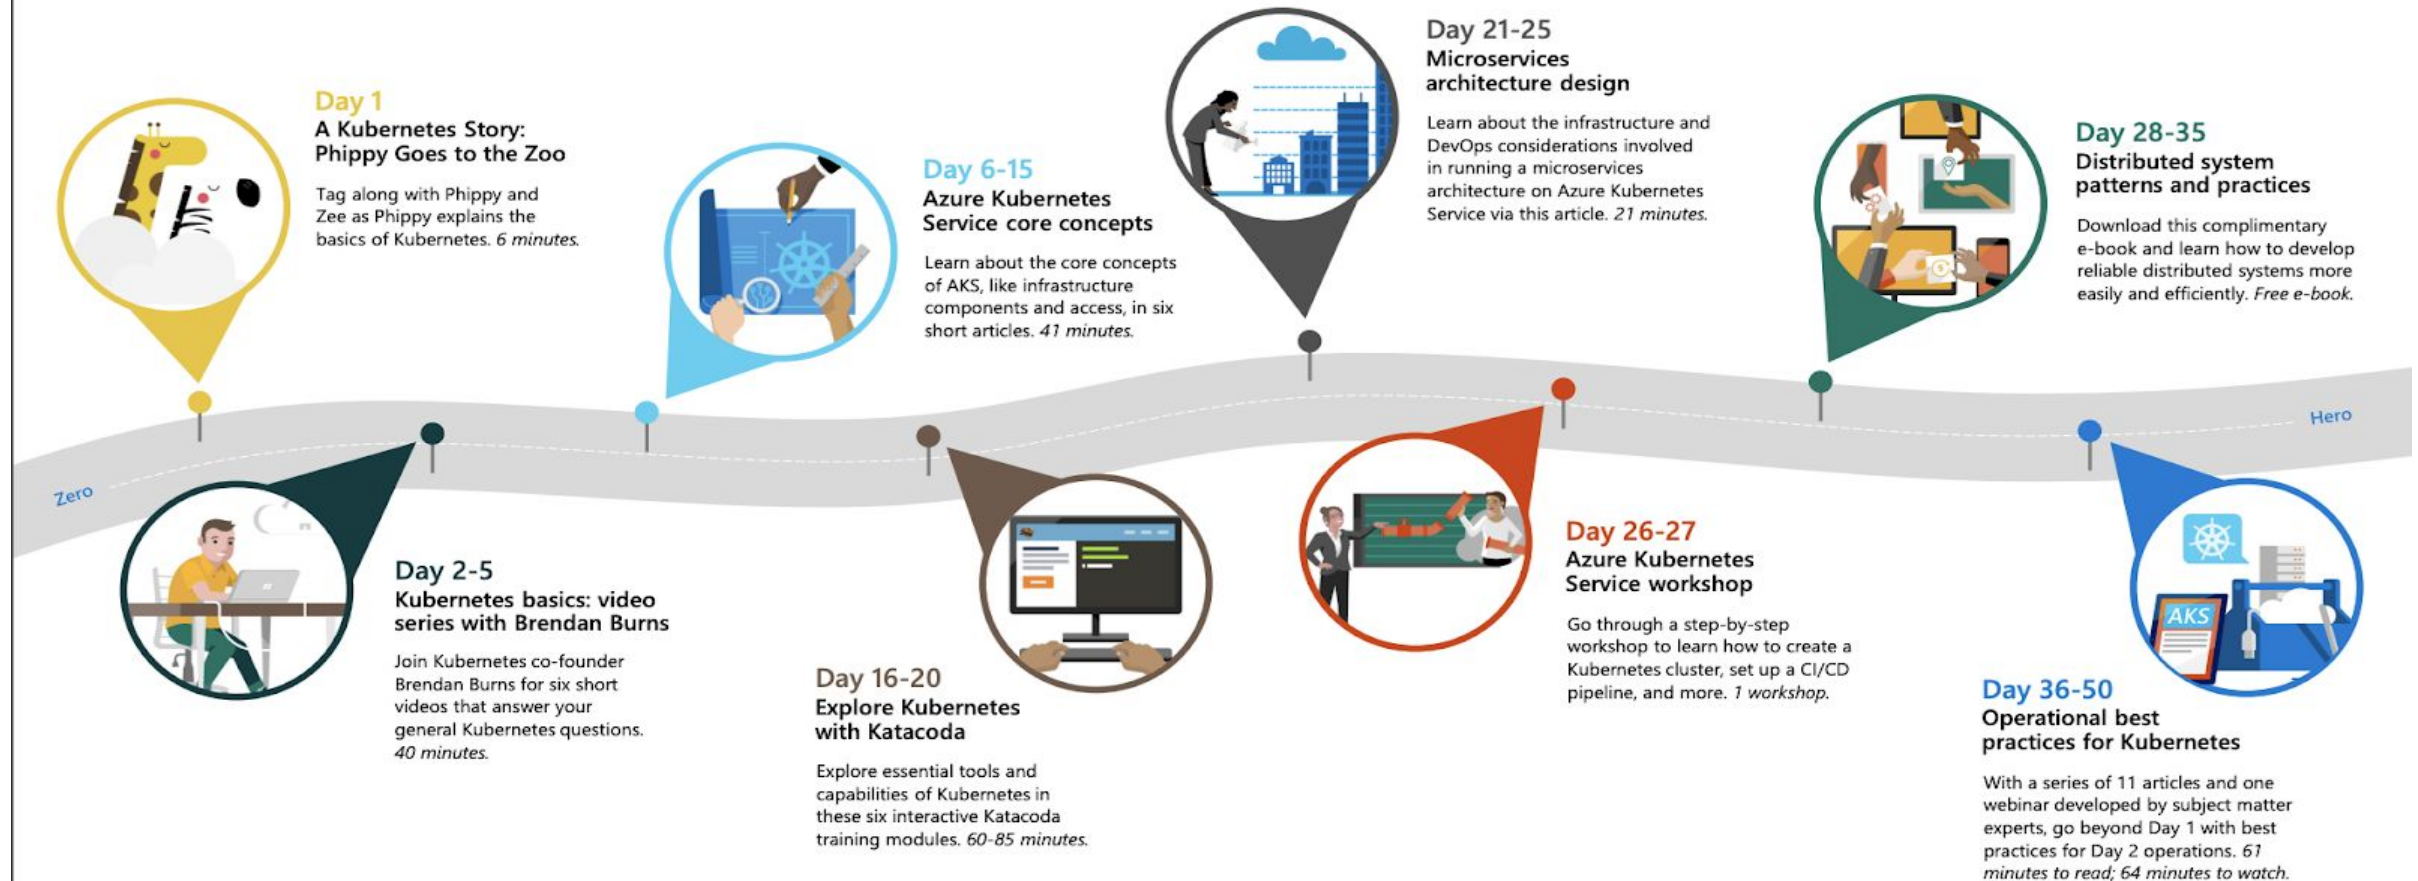 Day 1
A Kubernetes Story:
Phippy Goes to the Zoo
Tag along with Phippy and
Zee as Phippy explains the
basics of Kubernetes. 6 minutes.
Zero
Day 2-5
Kubernetes basics: video
series with Brendan Burns
Join Kubernetes co-founder
Brendan Burns for six short
videos that answer your
general Kubernetes questions.
40 minutes.
Day 6-15
Azure Kubernetes
Service core concepts
Learn about the core concepts
of AKS, like infrastructure
components and access, in six
short articles. 41 minutes.
Day 16-20
Explore Kubernetes
with Katacoda
Explore essential tools and
capabilities of Kubernetes in
these six interactive Katacoda
training modules. 60-85 minutes.
Day 21-25
Microservices
architecture design
Learn about the infrastructure and
DevOps considerations involved
in running a microservices
architecture on Azure Kubernetes
Service via this article. 21 minutes.
Day 26-27
Azure Kubernetes
Service workshop
Go through a step-by-step
workshop to learn how to create a
Kubernetes cluster, set up a CI/CD
pipeline, and more. 1 workshop.
Day 28-35
Distributed system
patterns and practices
Download this complimentary
e-book and learn how to develop
reliable distributed systems more
easily and efficiently. Free e-book.
Hero
AKS
Day 36-50
Operational best
practices for Kubernetes
With a series of 11 articles and one
webinar developed by subject matter
experts, go beyond Day 1 with best
practices for Day 2 operations. 61
minutes to read; 64 minutes to watch.